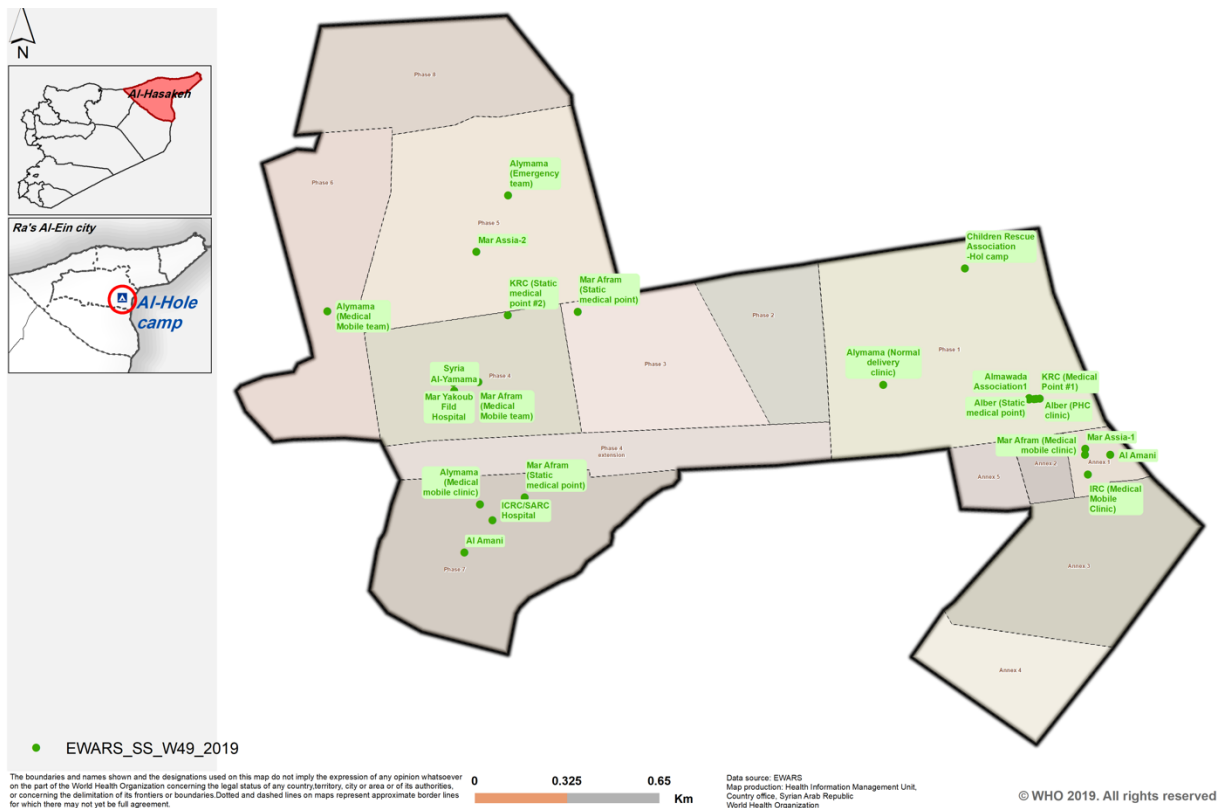 N
Al-Hasakeh
Ra's Al-Ein city
Al-Hole
camp
Phase 6
Alymama
(Emergency
team)
Phase 5
Mar Assia-2
KRC (Static
medical
point #2)
Mar Afram
(Static
medical point)
Alymama
(Medical
Mobile team)
Children Rescue
Association
-Hol camp
Phase 2
Phase 3
Phase 1
Alymama (Normal
delivery
clinic)
Almawada
Association1
KRC (Medical
Point #1)
Alber (Static
medical point)
Alber (PHC
clinic)
Syria
Al-Yamama
Phase 4
Mar Yakoub
Fild
Hospital
Mar Afram
(Medical
Mobile team)
Phase 4
extension
Mar Afram (Medical
mobile clinic)
Mar Assia-1
Al Amani
Annex 1
Annex 2
Annex 5
IRC (Medical
Mobile
Clinic)
Alymama
(Medical
mobile clinic)
Mar Afram
(Static
medical point)
ICRC/SARC
Hospital
Al Amani
Phase 7
Annex 3
Annex 4
EWARS_SS_W49_2019
The boundaries and names shown and the designations used on this map do not imply the expression of any opinion whatsoever
on the part of the World Health Organization concerning the legal status of any country,territory, city or area or of its authorities,
or concerning the delimitation of its frontiers or boundaries.Dotted and dashed lines on maps represent approximate border lines
for which there may not yet be full agreement.
0 0.325 0.65
Km
Data source: EWARS
Map production: Health Information Management Unit,
Country office, Syrian Arab Republic
World Health Organization
© WHO 2019. All rights reserved